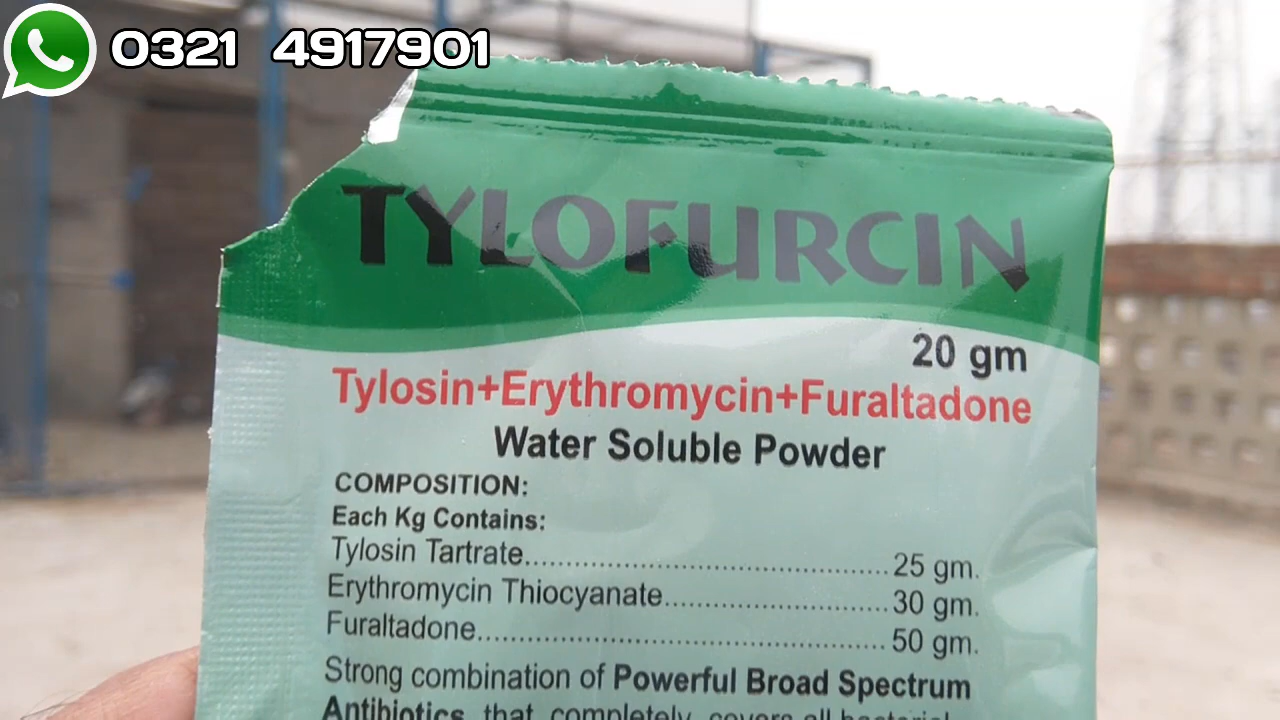 0321 4917901
TYLOFURCIN
20 gm
Tylosin+Erythromycin+Furaltadone
Water Soluble Powder
COMPOSITION:
Each Kg Contains:
Tylosin Tartrate........................................................25 gm.
Erythromycin Thiocyanate...................................30 gm.
Furaltadone................................................................50 gm.
Strong combination of Powerful Broad Spectrum
Antibiotics that completely covers all bacterial